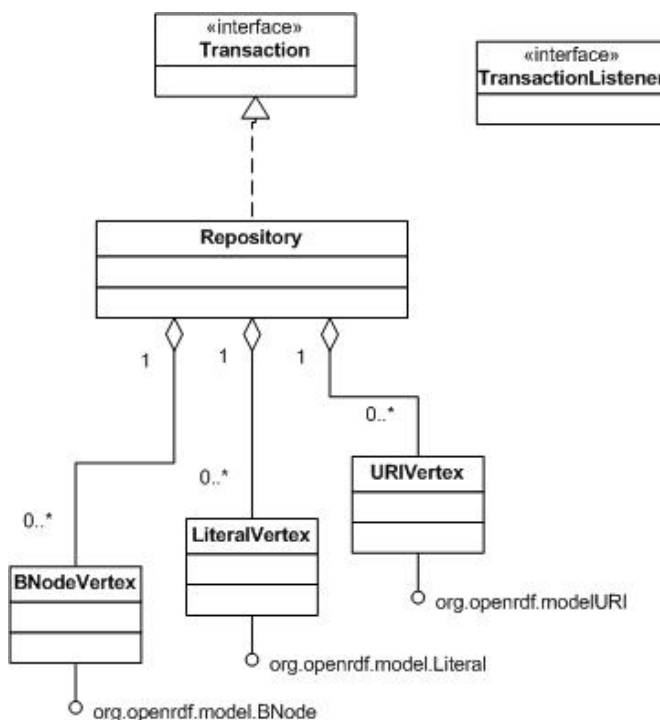 «interface»
Transaction
«interface»
TransactionListener
Repository
1
1
1
0..*
0..*
URIVertex
0..*
LiteralVertex
BNodeVertex
org.openrdf.modelURI
org.openrdf.model.Literal
org.openrdf.model.BNode